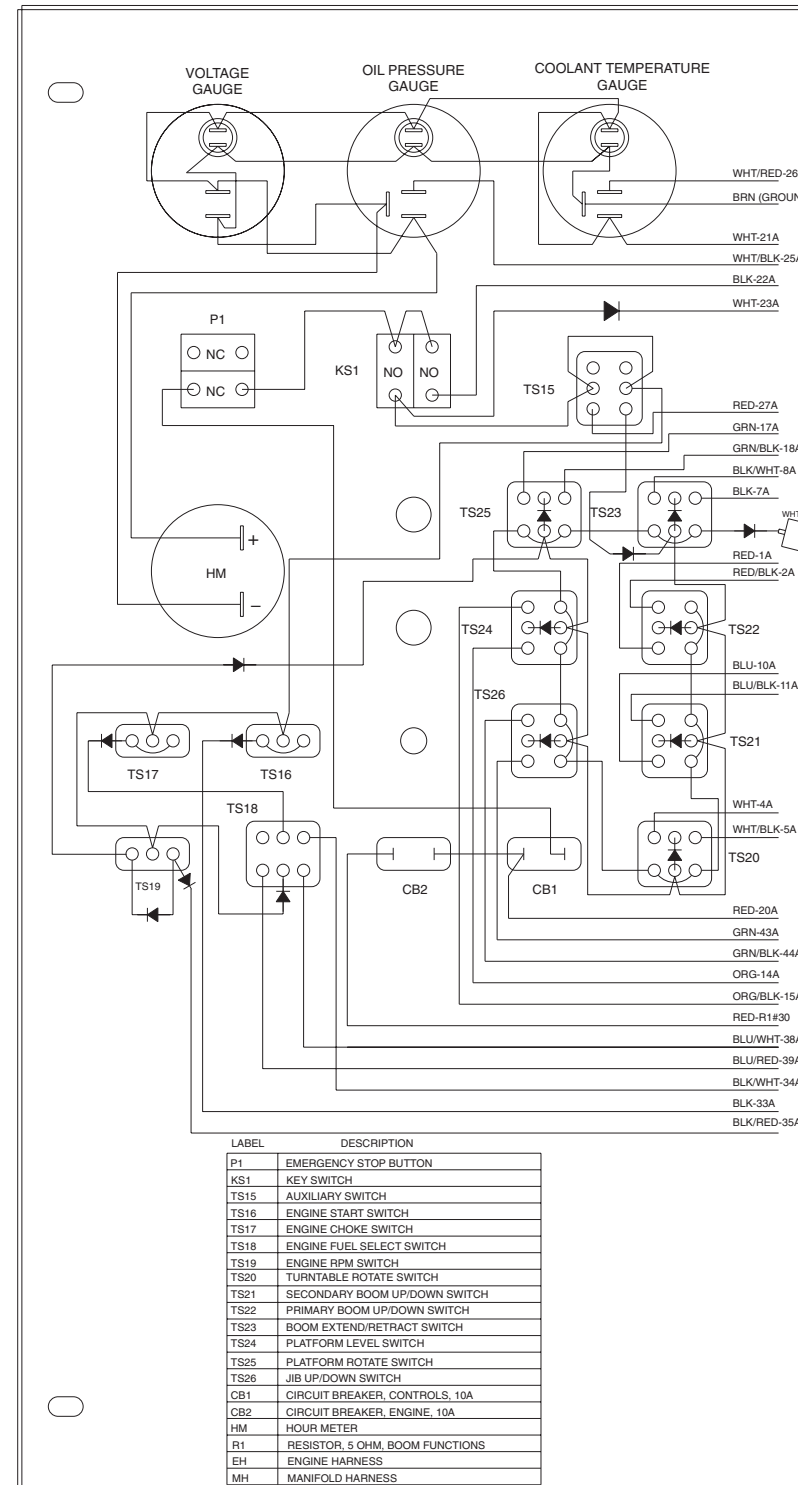 VOLTAGE
GAUGE
OIL PRESSURE
GAUGE
COOLANT TEMPERATURE
GAUGE
WHT/RED-26
BRN (GROUN
WHT-21A
WHT/BLK-25A
BLK-22A
WHT-23A
P1
NC
NC
KS1
NO
NO
TS15
RED-27A
GRN-17A
GRN/BLK-18A
BLK/WHT-8A
BLK-7A
TS25
TS23
WHT
HM
+
–
RED-1A
RED/BLK-2A
TS24
TS22
BLU-10A
BLU/BLK-11A
TS26
TS21
TS17
TS16
TS18
WHT-4A
WHT/BLK-5A
TS19
CB2
CB1
TS20
RED-20A
GRN-43A
GRN/BLK-44A
ORG-14A
ORG/BLK-15A
RED-R1#30
BLU/WHT-38A
BLU/RED-39A
BLK/WHT-34A
BLK-33A
BLK/RED-35A
LABEL DESCRIPTION
P1 EMERGENCY STOP BUTTON
KS1 KEY SWITCH
TS15 AUXILIARY SWITCH
TS16 ENGINE START SWITCH
TS17 ENGINE CHOKE SWITCH
TS18 ENGINE FUEL SELECT SWITCH
TS19 ENGINE RPM SWITCH
TS20 TURNTABLE ROTATE SWITCH
TS21 SECONDARY BOOM UP/DOWN SWITCH
TS22 PRIMARY BOOM UP/DOWN SWITCH
TS23 BOOM EXTEND/RETRACT SWITCH
TS24 PLATFORM LEVEL SWITCH
TS25 PLATFORM ROTATE SWITCH
TS26 JIB UP/DOWN SWITCH
CB1 CIRCUIT BREAKER, CONTROLS, 10A
CB2 CIRCUIT BREAKER, ENGINE, 10A
HM HOUR METER
R1 RESISTOR, 5 OHM, BOOM FUNCTIONS
EH ENGINE HARNESS
MH MANIFOLD HARNESS